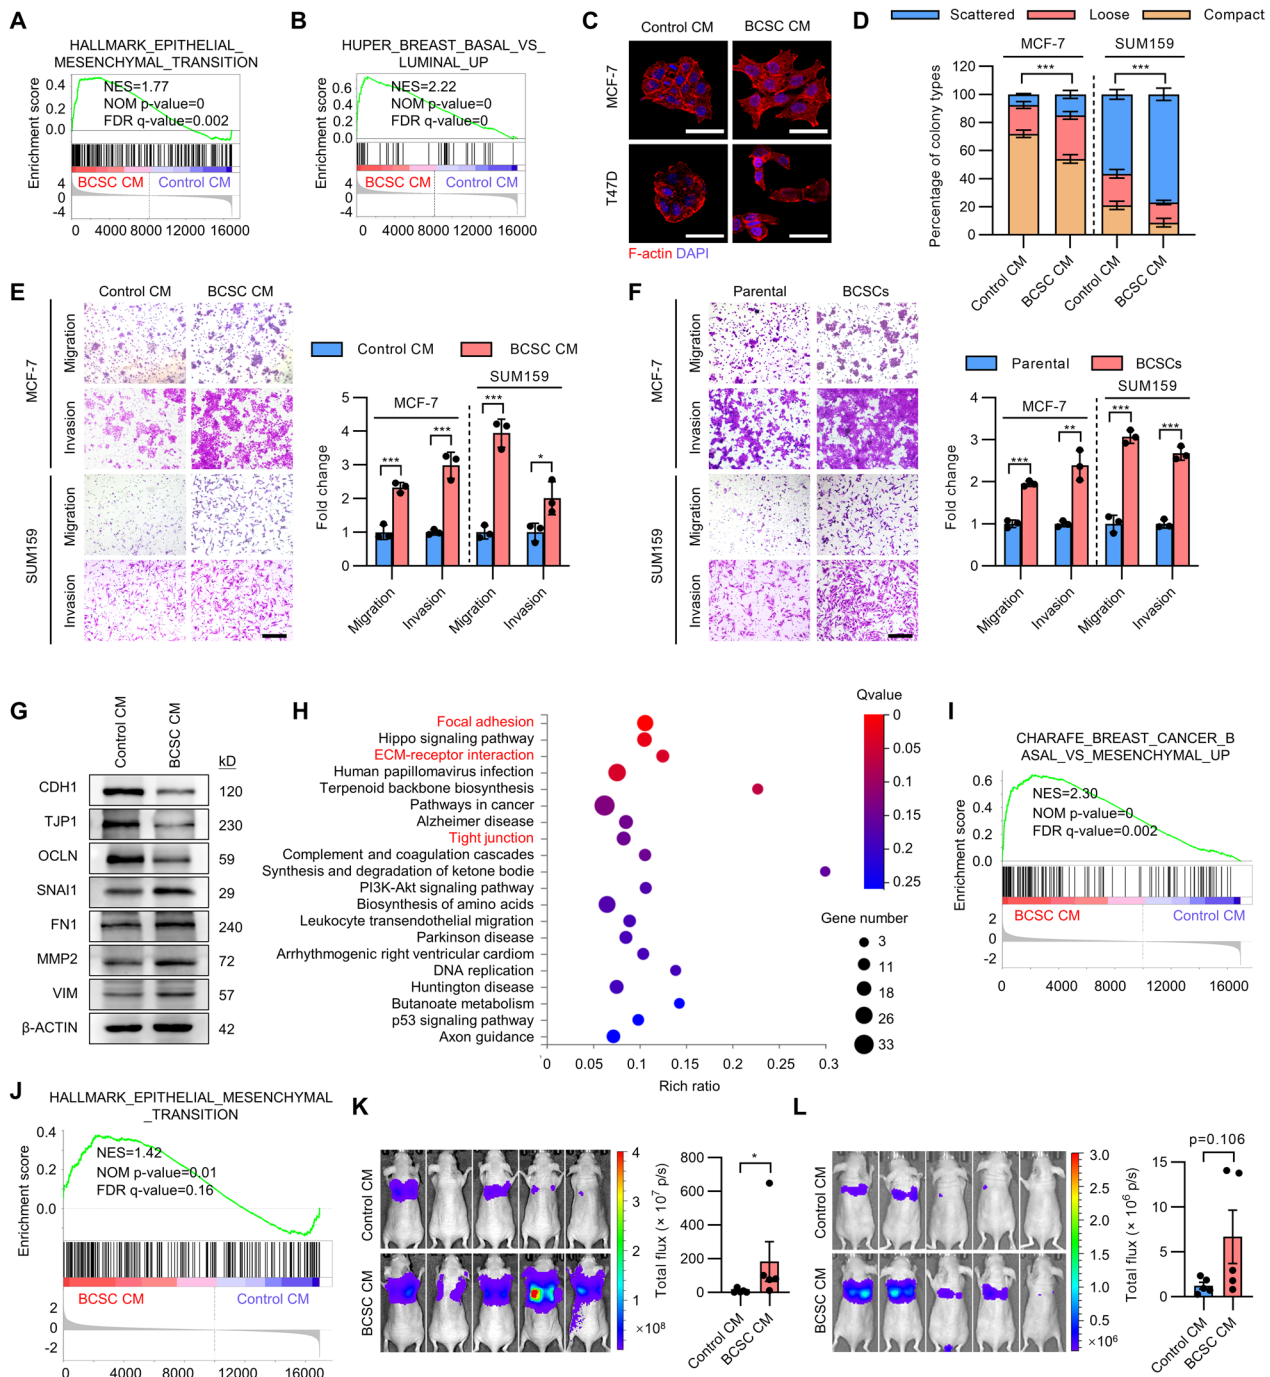 A
HALLMARK_EPITHELIAL_
MESENCHYMAL_TRANSITION
Enrichment score
0.4
0.2
0.0
NES=1.77
NOM p-value=0
FDR q-value=0.002
BCSC CM
Control CM
4
0
-4
0 4000 8000 12000 16000
B
HUPER_BREAST_BASAL_VS_
LUMINAL_UP
Enrichment score
0.6
0.4
0.2
0.0
NES=2.22
NOM p-value=0
FDR q-value=0
BCSC CM
Control CM
4
0
-4
0 4000 8000 12000 16000
C
Control CM
BCSC CM
MCF-7
T47D
F-actin DAPI
D
Scattered
Loose
Compact
MCF-7
SUM159
***
***
Percentage of colony types
120
100
80
60
40
20
0
Control CM
BCSC CM
Control CM
BCSC CM
E
Control CM
BCSC CM
MCF-7
Migration
Invasion
SUM159
Migration
Invasion
Control CM
BCSC CM
MCF-7
SUM159
***
***
***
*
Fold change
5
4
3
2
1
0
Migration
Invasion
Migration
Invasion
F
Parental
BCSCs
MCF-7
Migration
Invasion
SUM159
Migration
Invasion
Parental
BCSCs
MCF-7
SUM159
***
**
***
***
Fold change
4
3
2
1
0
Migration
Invasion
Migration
Invasion
G
Control CM
BCSC CM
kD
CDH1 120
TJP1 230
OCLN 59
SNAI1 29
FN1 240
MMP2 72
VIM 57
β-ACTIN 42
H
Focal adhesion
Hippo signaling pathway
ECM-receptor interaction
Human papillomavirus infection
Terpenoid backbone biosynthesis
Pathways in cancer
Alzheimer disease
Tight junction
Complement and coagulation cascades
Synthesis and degradation of ketone bodie
PI3K-Akt signaling pathway
Biosynthesis of amino acids
Leukocyte transendothelial migration
Parkinson disease
Arrhythmogenic right ventricular cardiom
DNA replication
Huntington disease
Butanoate metabolism
p53 signaling pathway
Axon guidance
0 0.05 0.1 0.15 0.2 0.25 0.3
Rich ratio
Qvalue
0
0.05
0.1
0.15
0.2
0.25
Gene number
3
11
18
26
33
I
CHARAFE_BREAST_CANCER_B
ASAL_VS_MESENCHYMAL_UP
Enrichment score
0.6
0.4
0.2
0.0
NES=2.30
NOM p-value=0
FDR q-value=0.002
BCSC CM
Control CM
2
0
-2
0 4000 8000 12000 16000
J
HALLMARK_EPITHELIAL_MESENCHYMAL
_TRANSITION
Enrichment score
0.4
0.2
0.0
NES=1.42
NOM p-value=0.01
FDR q-value=0.16
BCSC CM
Control CM
2
0
-2
0 4000 8000 12000 16000
K
Control CM
BCSC CM
4
3
2
1
×10⁸
Total flux (× 10⁷ p/s)
800
600
400
200
0
*
Control CM
BCSC CM
L
Control CM
BCSC CM
3.0
2.5
2.0
1.5
1.0
0.5
×10⁶
Total flux (× 10⁶ p/s)
15
10
5
0
p=0.106
Control CM
BCSC CM